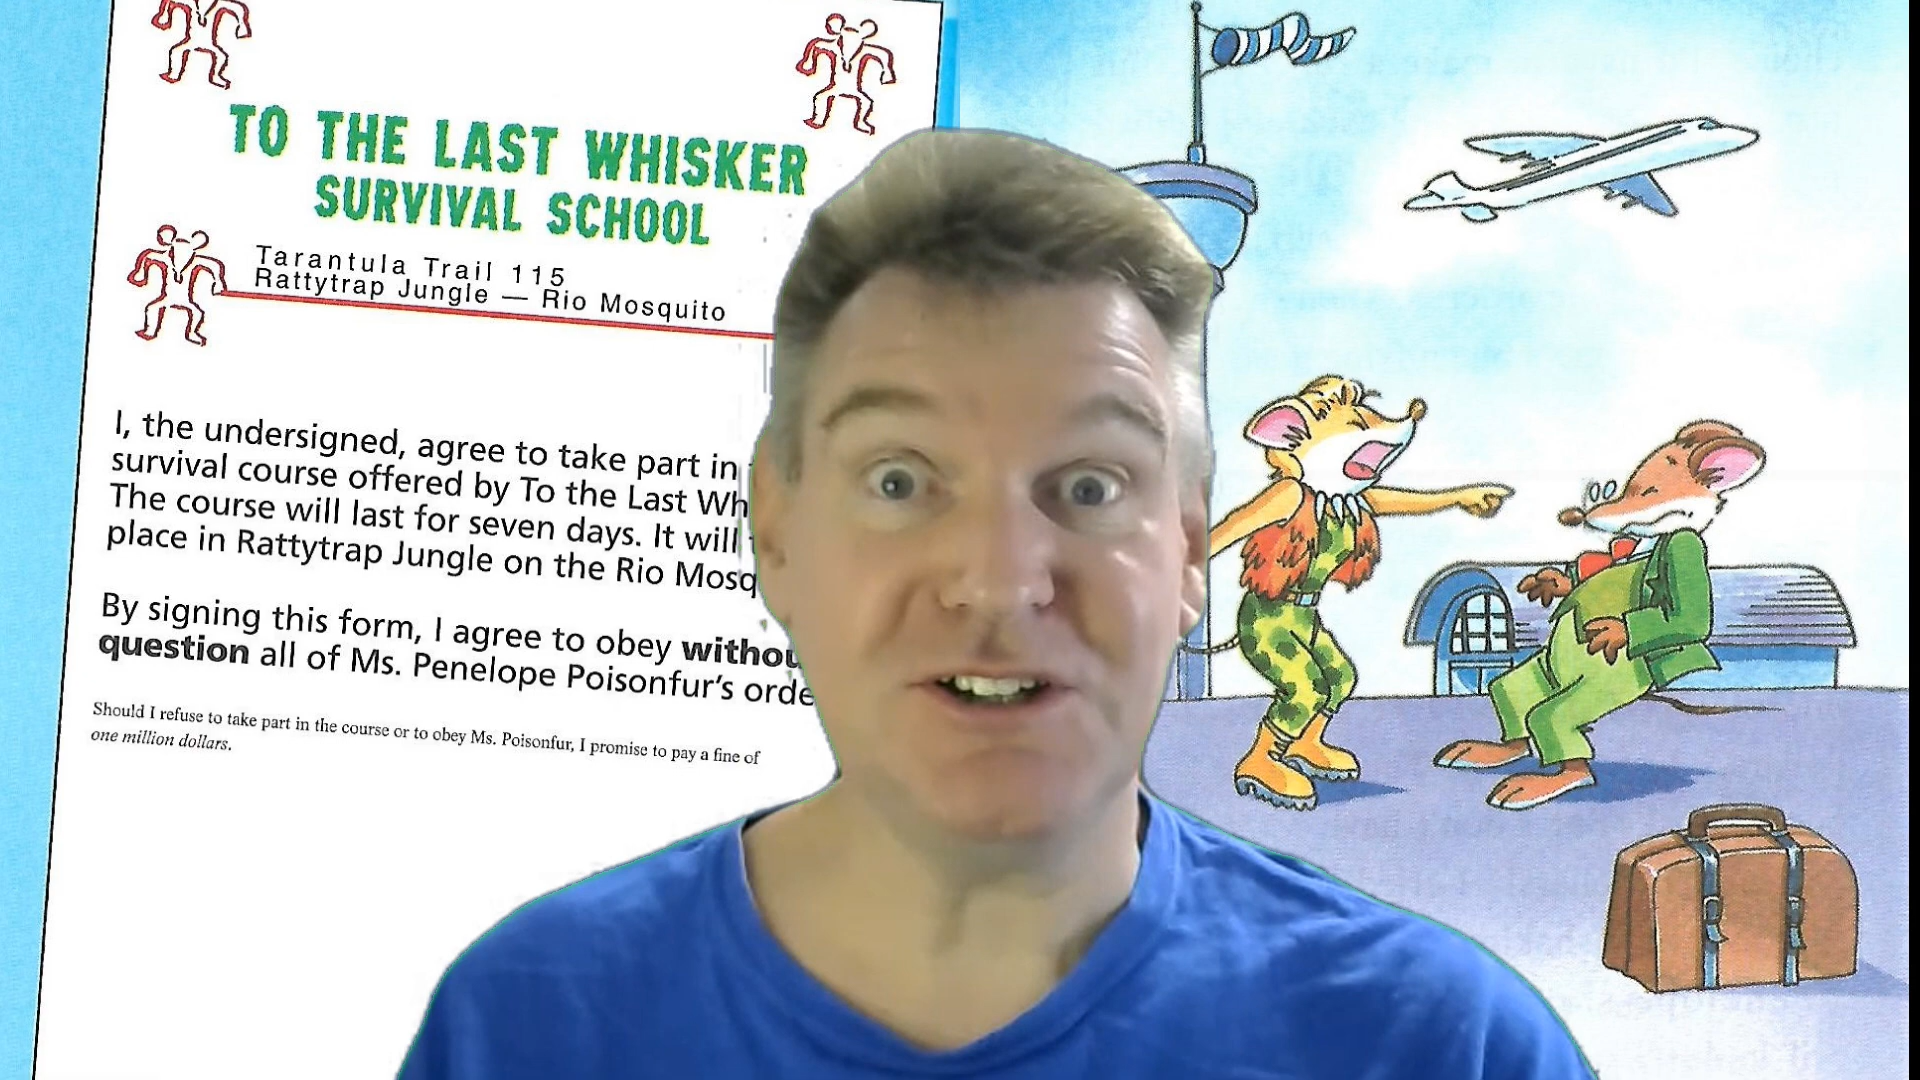 TO THE LAST WHISKER
SURVIVAL SCHOOL
Tarantula Trail 115
Rattytrap Jungle — Rio Mosquito
I, the undersigned, agree to take part in
survival course offered by To the Last Wh
The course will last for seven days. It will
place in Rattytrap Jungle on the Rio Mosq
By signing this form, I agree to obey withou
question all of Ms. Penelope Poisonfur's orde
Should I refuse to take part in the course or to obey Ms. Poisonfur, I promise to pay a fine of
one million dollars.